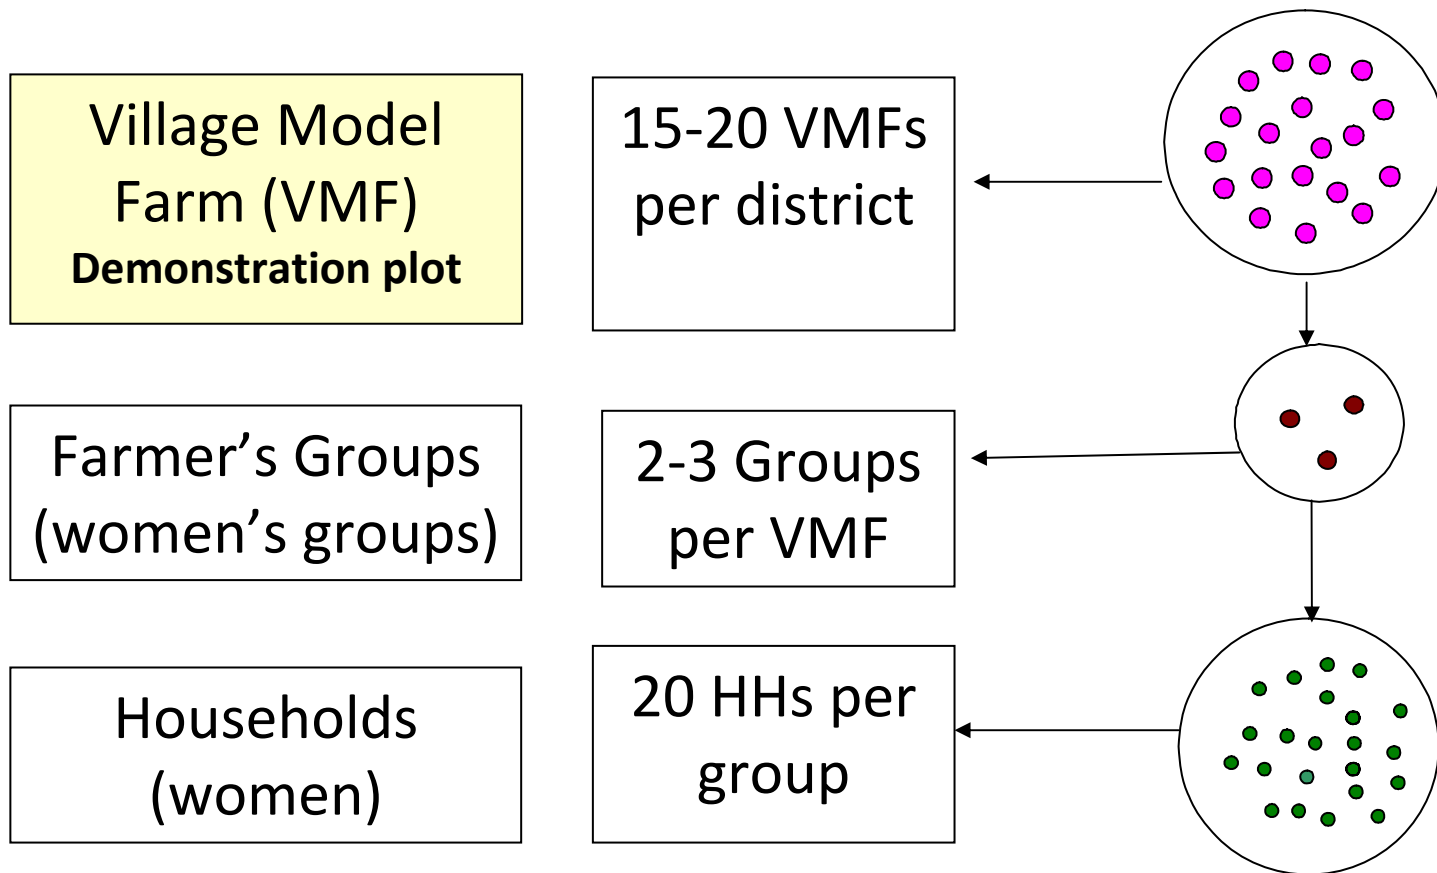 Village Model
Farm (VMF)
Demonstration plot
15-20 VMFs
per district
Farmer’s Groups
(women’s groups)
2-3 Groups
per VMF
Households
(women)
20 HHs per
group